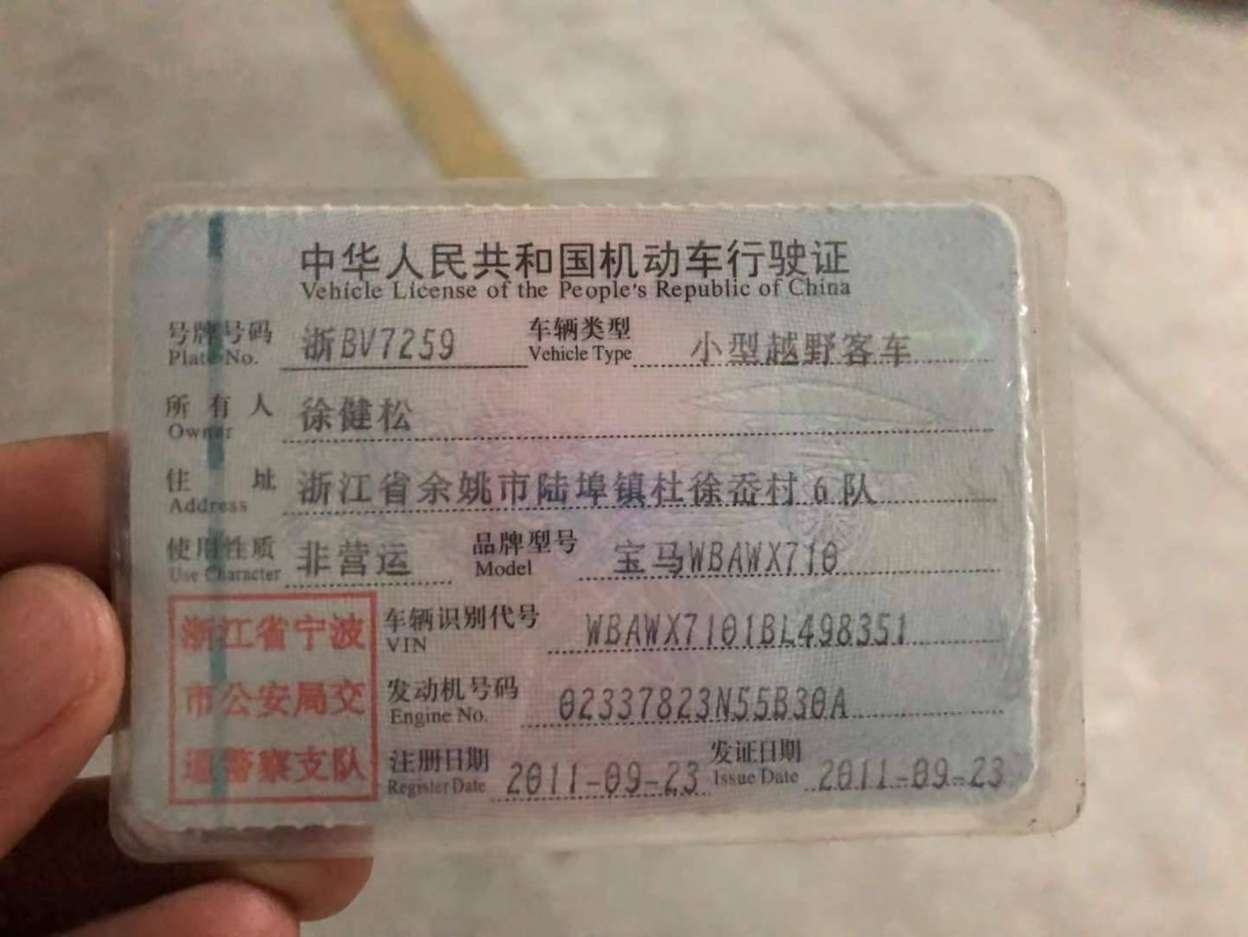 中华人民共和国机动车行驶证
Vehicle License of the People's Republic of China
号牌号码 浙BV7259 车辆类型 小型越野客车
Plate No. Vehicle Type
所有人 徐健松
Owner
住址 浙江省余姚市陆埠镇杜徐岙村6队
Address
使用性质 非营运 品牌型号 宝马WBAWX710
Use Character Model
浙江省宁波
市公安局交
通警察支队
车辆识别代号 WBAWX7101BL498351
VIN
发动机号码 02337823N55B30A
Engine No.
注册日期 2011-09-23 发证日期 2011-09-23
Register Date Issue Date